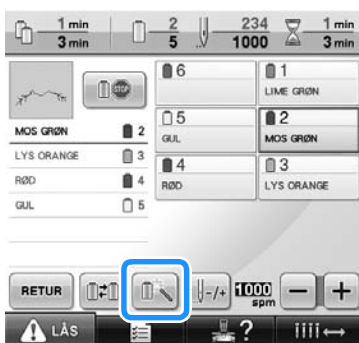 1 min
3 min
2
5
234
1000
1 min
3 min
STOP
6
1
LIME GRØN
5
GUL
2
MOS GRØN
4
RØD
3
LYS ORANGE
MOS GRØN 2
LYS ORANGE 3
RØD 4
GUL 5
RETUR
-/+
1000
spm
−
+
LÅS
?